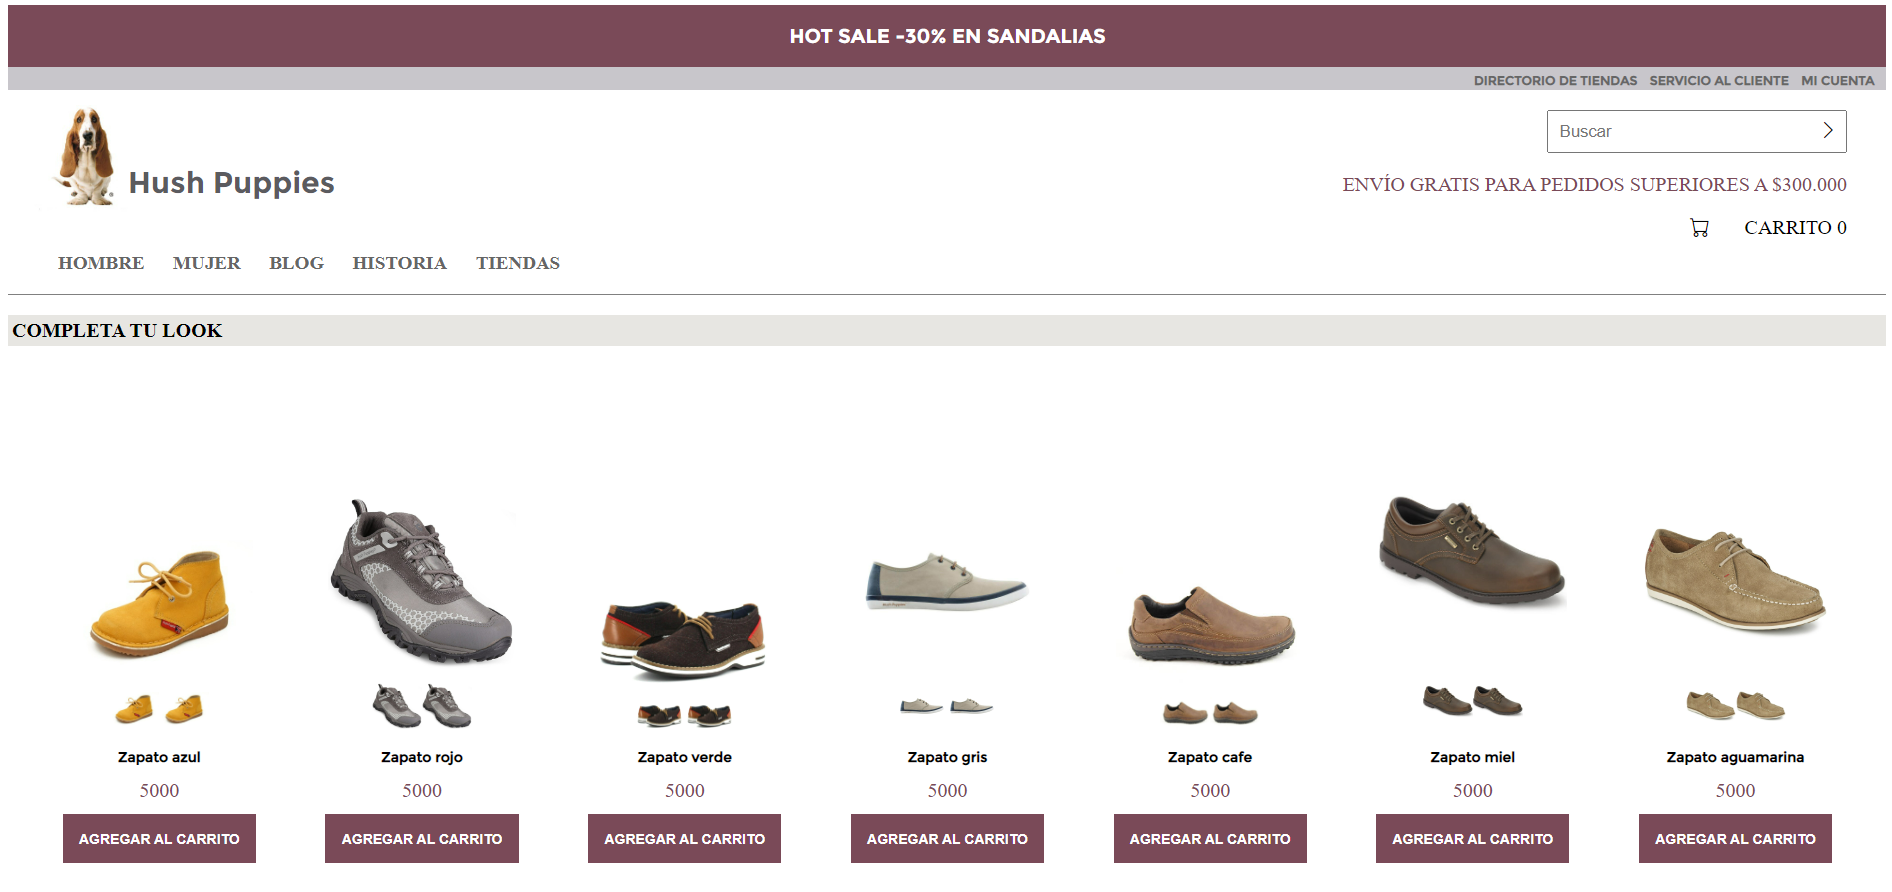 HOT SALE -30% EN SANDALIAS
DIRECTORIO DE TIENDAS SERVICIO AL CLIENTE MI CUENTA
Buscar
Hush Puppies
ENVÍO GRATIS PARA PEDIDOS SUPERIORES A $300.000
CARRITO 0
HOMBRE MUJER BLOG HISTORIA TIENDAS
COMPLETA TU LOOK
Zapato azul Zapato rojo Zapato verde Zapato gris Zapato cafe Zapato miel Zapato aguamarina
5000 5000 5000 5000 5000 5000 5000
AGREGAR AL CARRITO AGREGAR AL CARRITO AGREGAR AL CARRITO AGREGAR AL CARRITO AGREGAR AL CARRITO AGREGAR AL CARRITO AGREGAR AL CARRITO